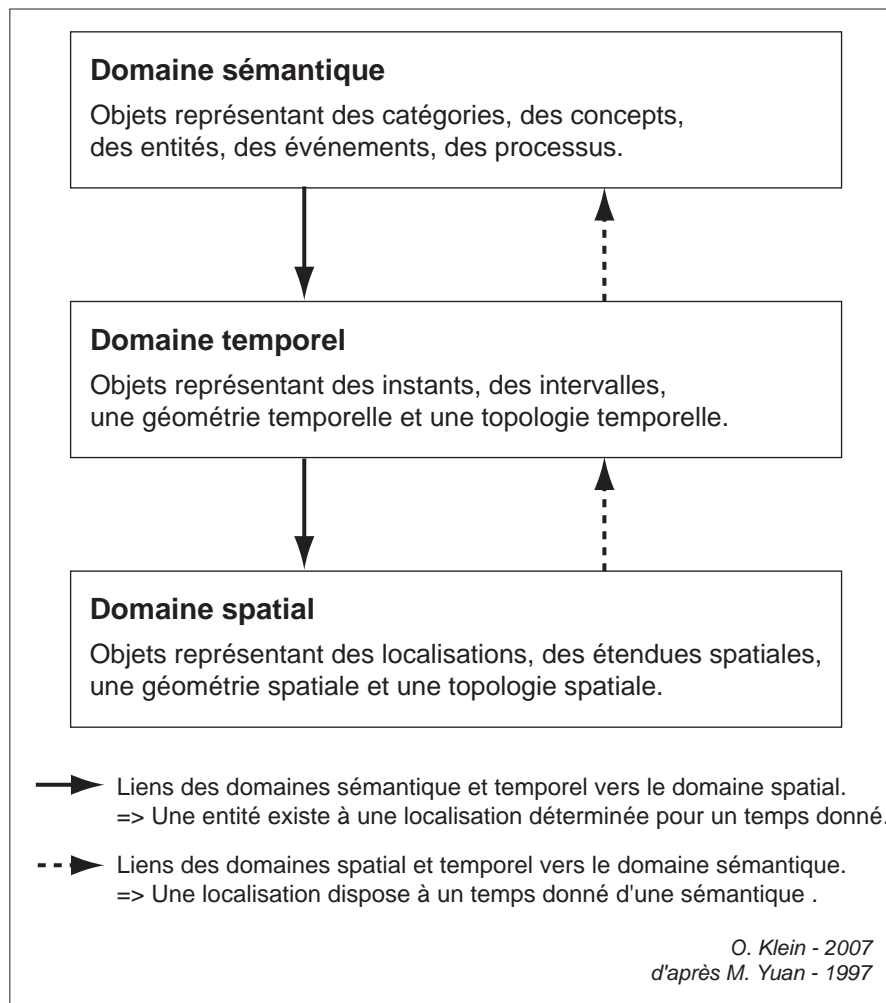 Domaine sémantique
Objets représentant des catégories, des concepts,
des entités, des événements, des processus.
Domaine temporel
Objets représentant des instants, des intervalles,
une géométrie temporelle et une topologie temporelle.
Domaine spatial
Objets représentant des localisations, des étendues spatiales,
une géométrie spatiale et une topologie spatiale.
Liens des domaines sémantique et temporel vers le domaine spatial.
=> Une entité existe à une localisation déterminée pour un temps donné.
Liens des domaines spatial et temporel vers le domaine sémantique.
=> Une localisation dispose à un temps donné d'une sémantique .
O. Klein - 2007
d'après M. Yuan - 1997